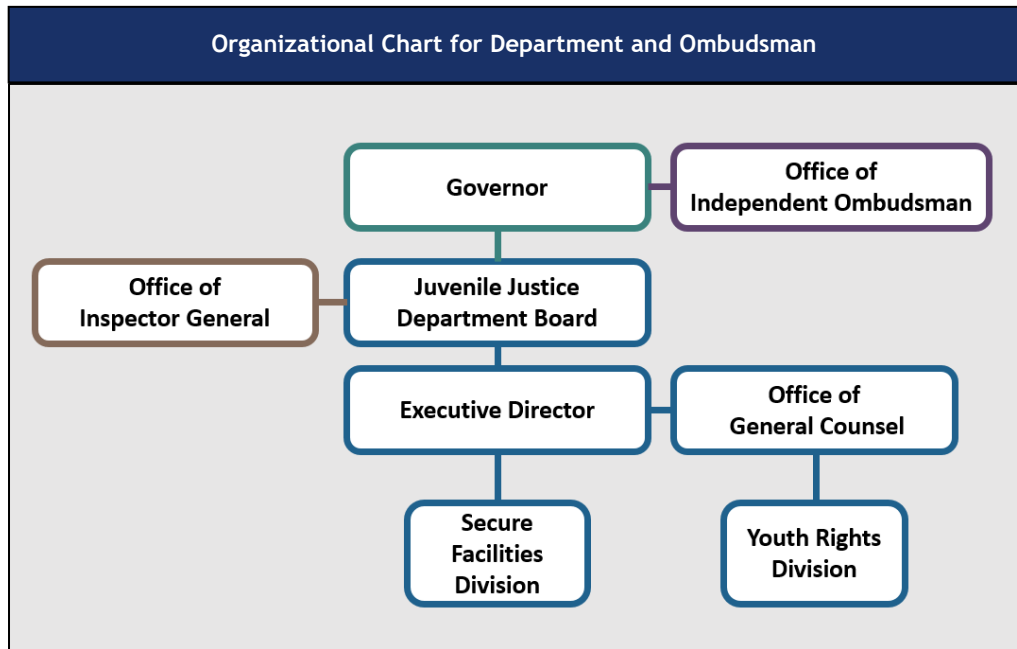 Organizational Chart for Department and Ombudsman
Governor
Office of
Independent Ombudsman
Office of
Inspector General
Juvenile Justice
Department Board
Executive Director
Office of
General Counsel
Secure
Facilities
Division
Youth Rights
Division